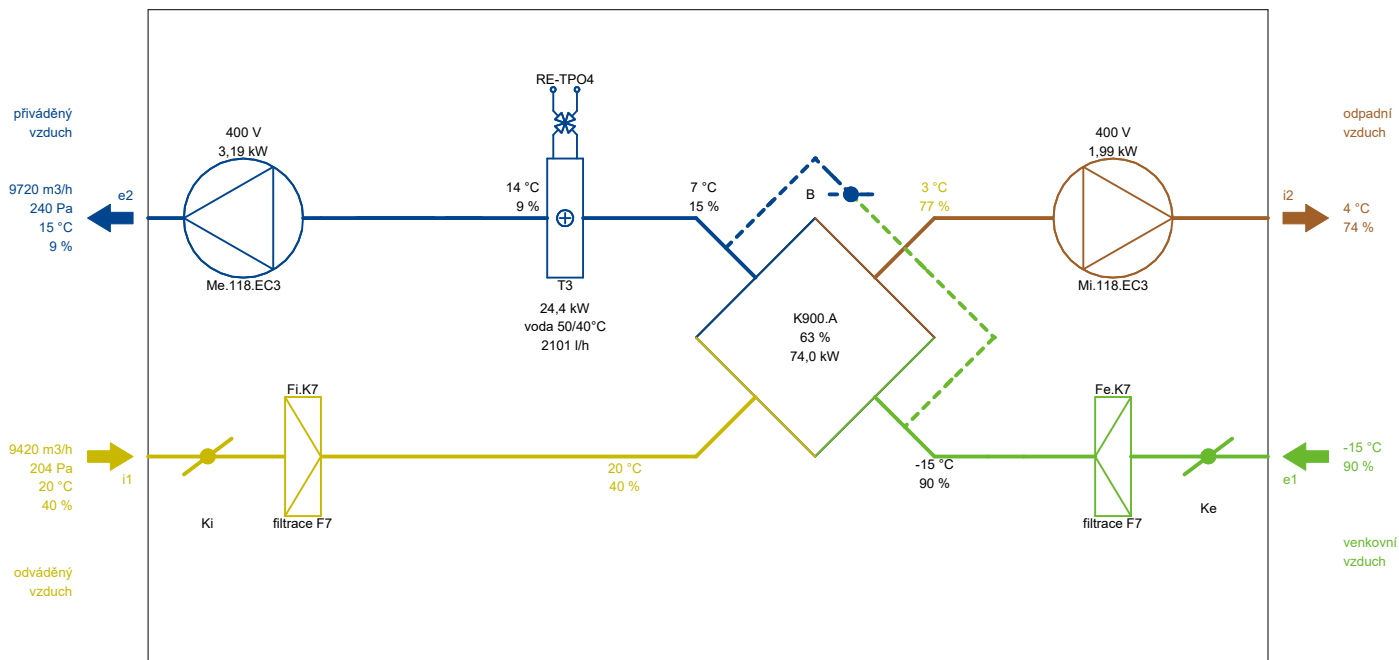 RE-TPO4
přiváděný
vzduch
400 V
3,19 kW
9720 m3/h
240 Pa
15 °C
9 %
e2
Me.118.EC3
14 °C
9 %
T3
24,4 kW
voda 50/40°C
2101 l/h
7 °C
15 %
B
3 °C
77 %
400 V
1,99 kW
Mi.118.EC3
odpadní
vzduch
i2
4 °C
74 %
K900.A
63 %
74,0 kW
9420 m3/h
204 Pa
20 °C
40 %
i1
Ki
Fi.K7
filtrace F7
20 °C
40 %
-15 °C
90 %
Fe.K7
filtrace F7
Ke
-15 °C
90 %
e1
odváděný
vzduch
venkovní
vzduch